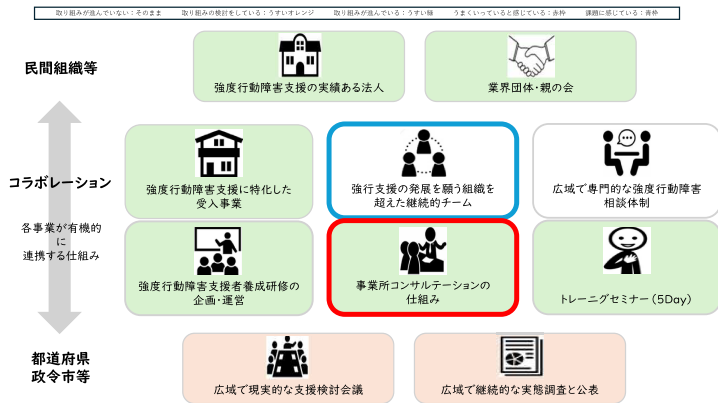 取り組みが進んでいない：そのまま　取り組みの検討をしている：うすいオレンジ　取り組みが進んでいる：うすい緑　うまくいっていると感じている：赤枠　課題に感じている：青枠
民間組織等
強度行動障害支援の実績ある法人
業界団体・親の会
コラボレーション
各事業が有機的
に
連携する仕組み
強度行動障害支援に特化した
受入事業
強行支援の発展を願う組織を
超えた継続的チーム
広域で専門的な強度行動障害
相談体制
強度行動障害支援者養成研修の
企画・運営
事業所コンサルテーションの
仕組み
トレーニグセミナー（5Day）
都道府県
政令市等
広域で現実的な支援検討会議
広域で継続的な実態調査と公表